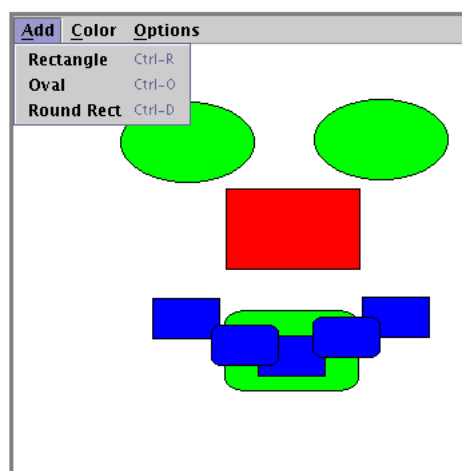 Add Color Options
Rectangle Ctrl-R
Oval Ctrl-O
Round Rect Ctrl-D